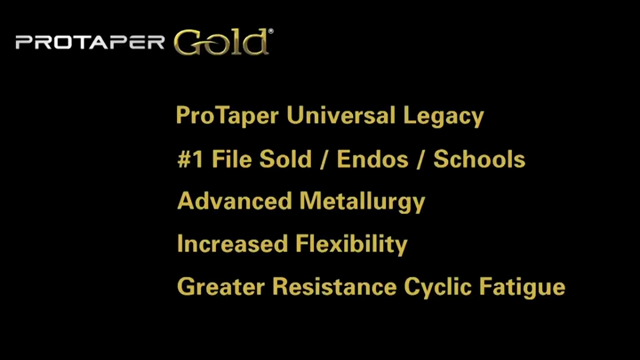 PROTAPER Gold®
ProTaper Universal Legacy
#1 File Sold / Endos / Schools
Advanced Metallurgy
Increased Flexibility
Greater Resistance Cyclic Fatigue